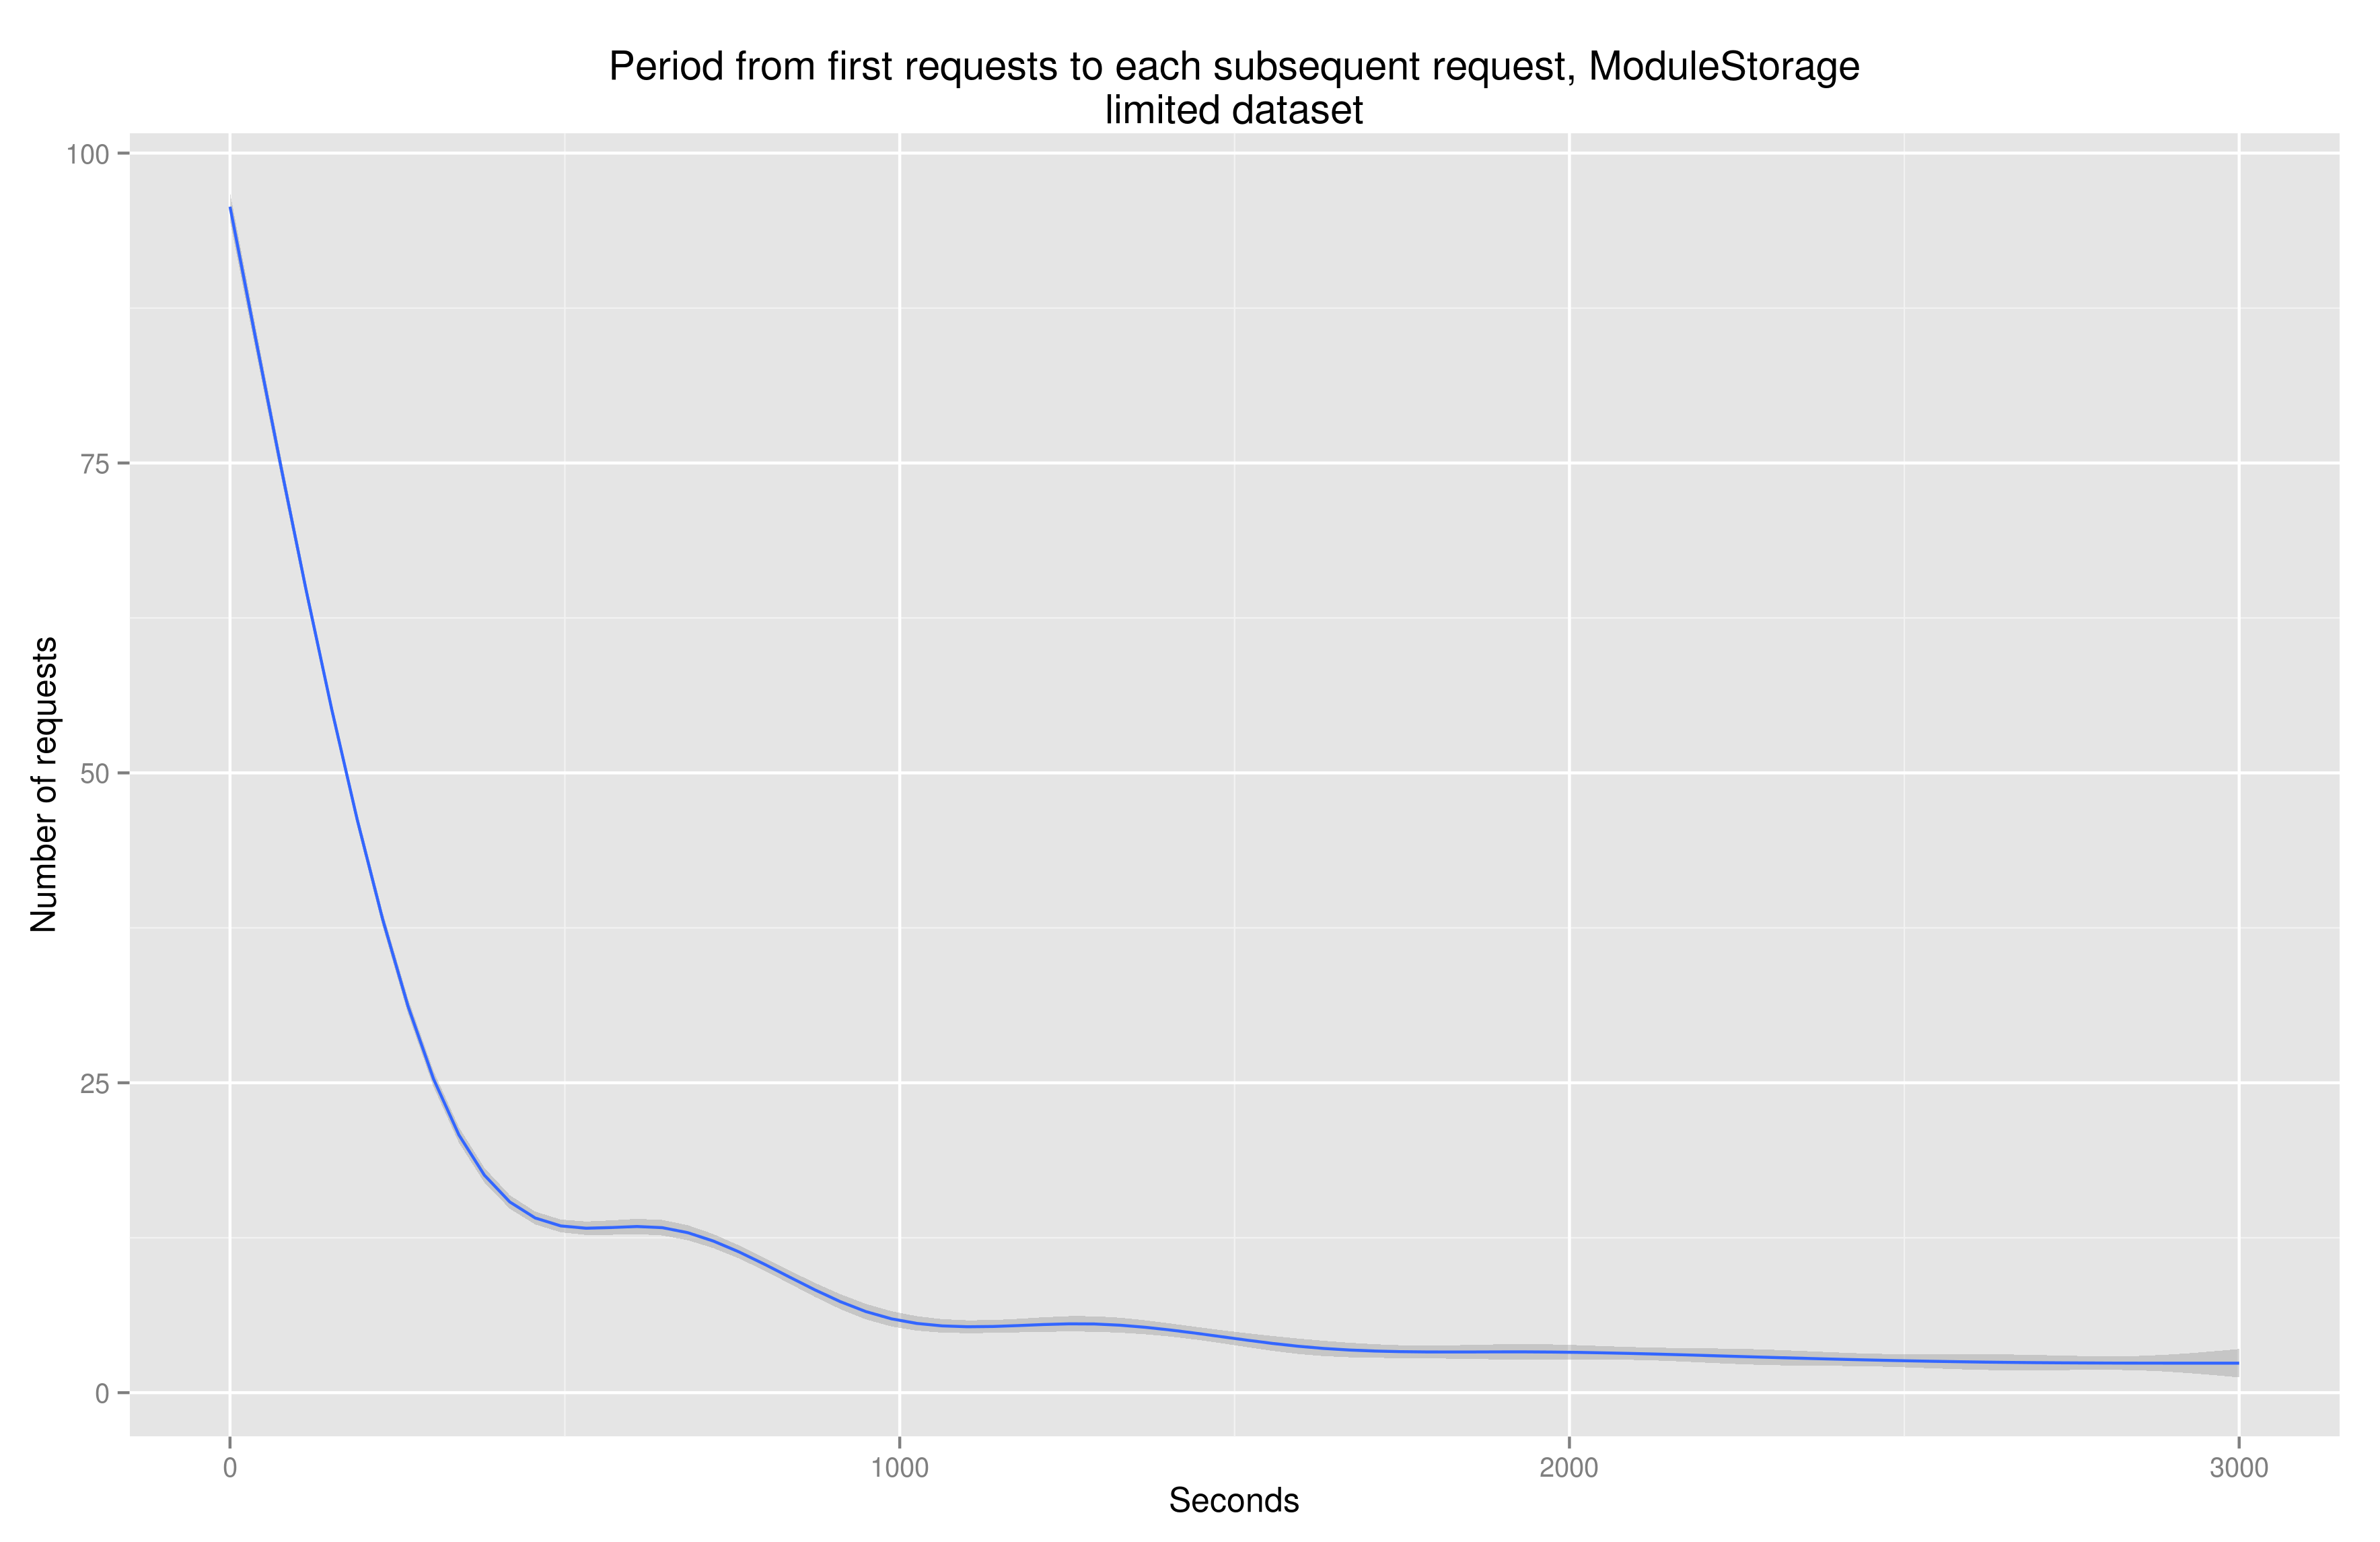 Period from first requests to each subsequent request, ModuleStorage
limited dataset
100
75
50
25
0
Number of requests
0 1000 2000 3000
Seconds